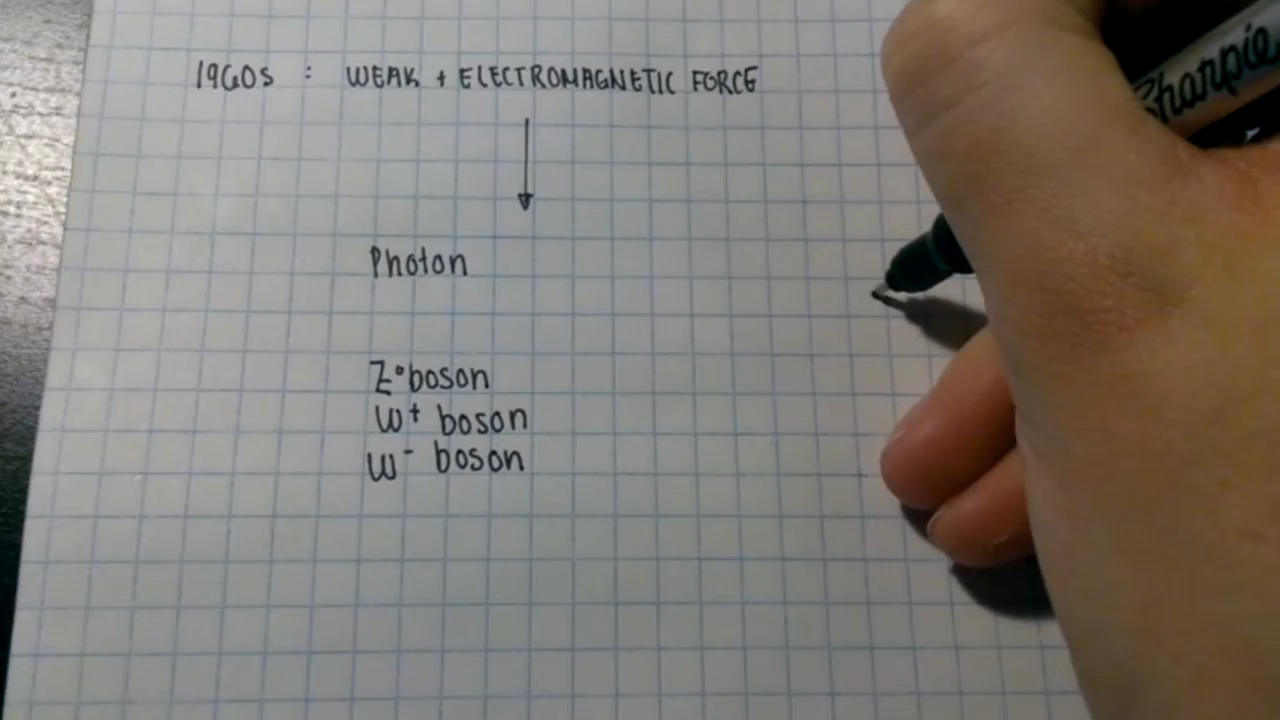 1960s : WEAK + ELECTROMAGNETIC FORCE
Sharpie
Photon
Z° boson
W⁺ boson
W⁻ boson